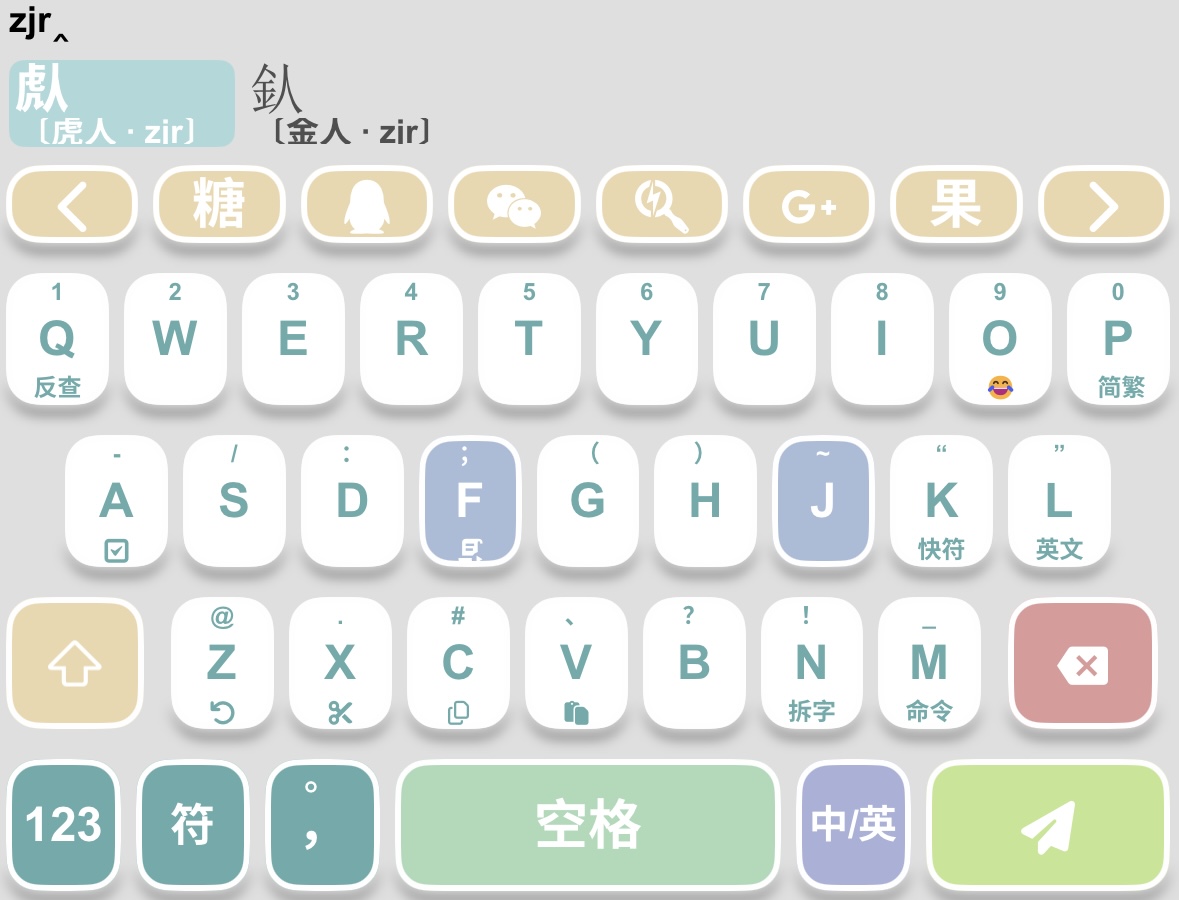 zjr‸
虪 釞
〔虎人 · zir〕 〔金人 · zir〕
糖 G+ 果
1 2 3 4 5 6 7 8 9 0
Q W E R T Y U I O P
反查 😂 简繁
- / : ; ( ) ~ “ ”
A S D F G H J K L
快符 英文
@ . # 、 ? ! _
Z X C V B N M
拆字 命令
123 符 。 , 空格 中/英